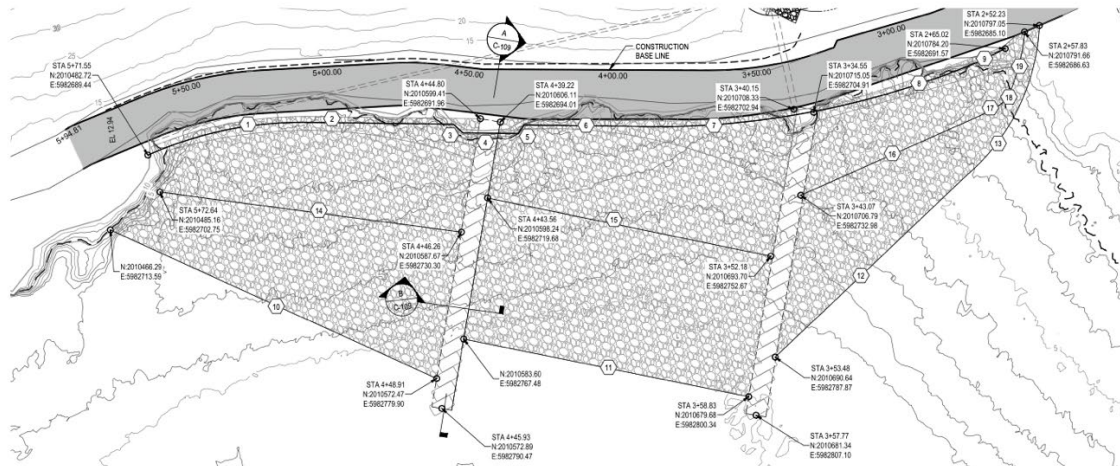 STA 2+52.23
N:2010797.05
E:5982685.10
STA 2+65.02
N:2010784.20
E:5982691.57
3+00.00
STA 2+57.83
N:2010791.66
E:5982686.63
A
C-109
CONSTRUCTION
BASE LINE
STA 5+71.55
N:2010482.72
E:5982689.44
5+00.00
4+50.00
4+00.00
3+50.00
5+50.00
STA 4+44.80
N:2010599.41
E:5982691.96
STA 4+39.22
N:2010606.11
E:5982694.01
STA 3+40.15
N:2010708.33
E:5982702.94
STA 3+34.55
N:2010715.05
E:5982704.91
5+94.81
EL 12.94
35
30
25
15
20
15
15
1
2
3
4
5
6
7
8
9
19
18
17
13
16
14
15
STA 5+72.64
N:2010485.16
E:5982702.75
STA 4+43.56
N:2010598.24
E:5982719.68
STA 3+43.07
N:2010706.79
E:5982732.98
STA 4+46.26
N:2010587.67
E:5982730.30
STA 3+52.18
N:2010693.70
E:5982752.67
N:2010466.29
E:5982713.59
B
C-109
10
12
11
STA 4+48.91
N:2010572.47
E:5982779.90
N:2010583.60
E:5982767.48
STA 3+53.48
N:2010690.64
E:5982787.87
STA 3+58.83
N:2010679.68
E:5982800.34
STA 4+45.93
N:2010572.89
E:5982790.47
STA 3+57.77
N:2010681.34
E:5982807.10